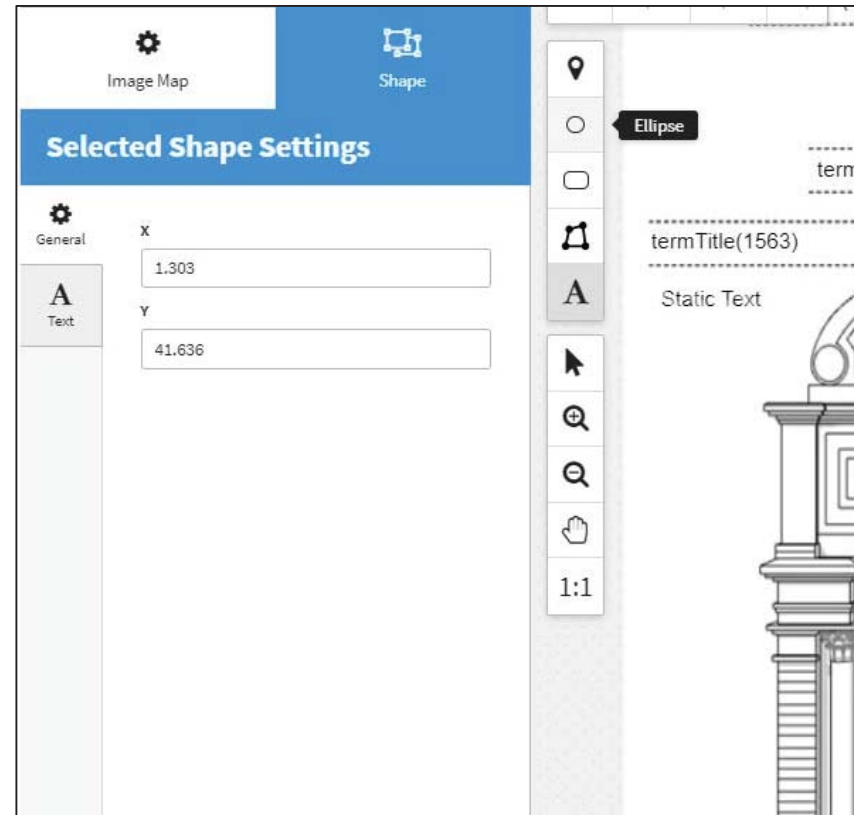 Image Map
Shape
Selected Shape Settings
General
X
1.303
Text
Y
41.636
Ellipse
A
A
1:1
term
termTitle(1563)
Static Text